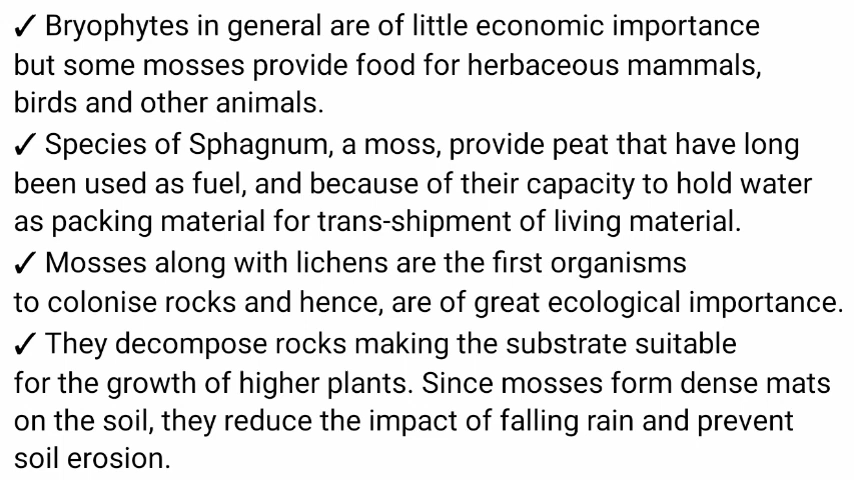 ✓ Bryophytes in general are of little economic importance
but some mosses provide food for herbaceous mammals,
birds and other animals.
✓ Species of Sphagnum, a moss, provide peat that have long
been used as fuel, and because of their capacity to hold water
as packing material for trans-shipment of living material.
✓ Mosses along with lichens are the first organisms
to colonise rocks and hence, are of great ecological importance.
✓ They decompose rocks making the substrate suitable
for the growth of higher plants. Since mosses form dense mats
on the soil, they reduce the impact of falling rain and prevent
soil erosion.